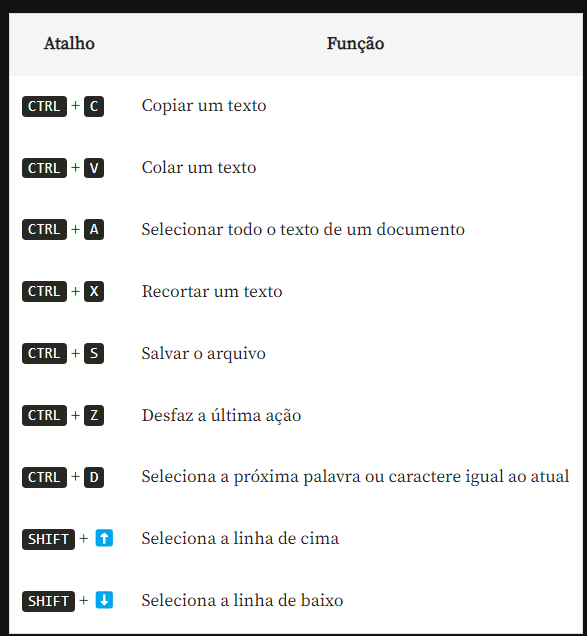 Atalho Função
CTRL + C Copiar um texto
CTRL + V Colar um texto
CTRL + A Selecionar todo o texto de um documento
CTRL + X Recortar um texto
CTRL + S Salvar o arquivo
CTRL + Z Desfaz a última ação
CTRL + D Seleciona a próxima palavra ou caractere igual ao atual
SHIFT + ⬆ Seleciona a linha de cima
SHIFT + ⬇ Seleciona a linha de baixo